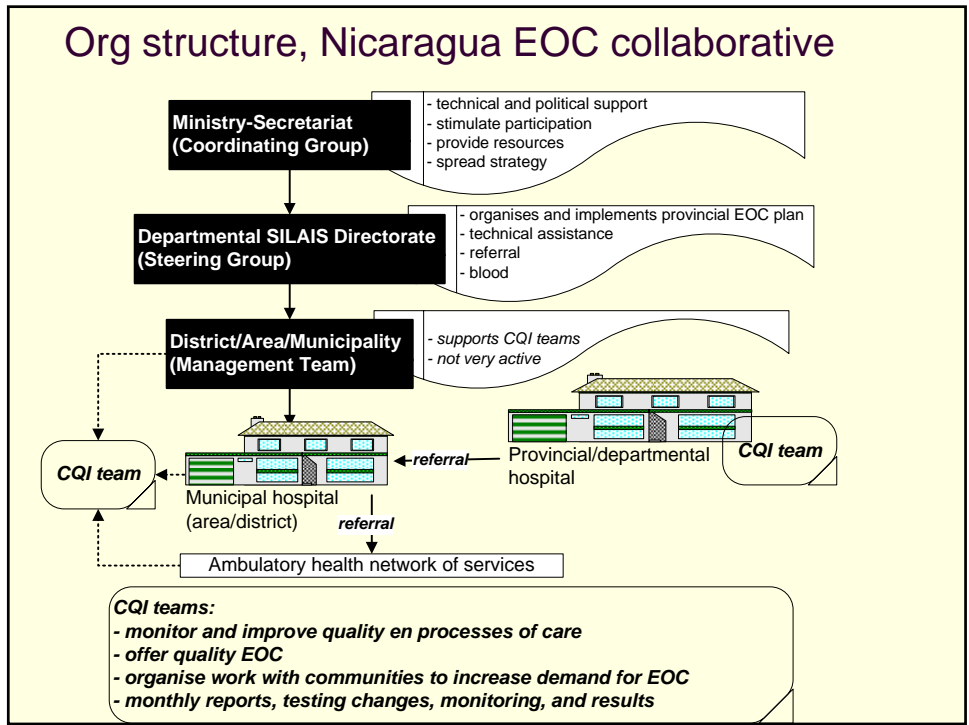 Org structure, Nicaragua EOC collaborative
Ministry-Secretariat
(Coordinating Group)
- technical and political support
- stimulate participation
- provide resources
- spread strategy
Departmental SILAIS Directorate
(Steering Group)
- organises and implements provincial EOC plan
- technical assistance
- referral
- blood
District/Area/Municipality
(Management Team)
- supports CQI teams
- not very active
CQI team
Municipal hospital
(area/district)
referral
Provincial/departmental
hospital
CQI team
referral
Ambulatory health network of services
CQI teams:
- monitor and improve quality en processes of care
- offer quality EOC
- organise work with communities to increase demand for EOC
- monthly reports, testing changes, monitoring, and results